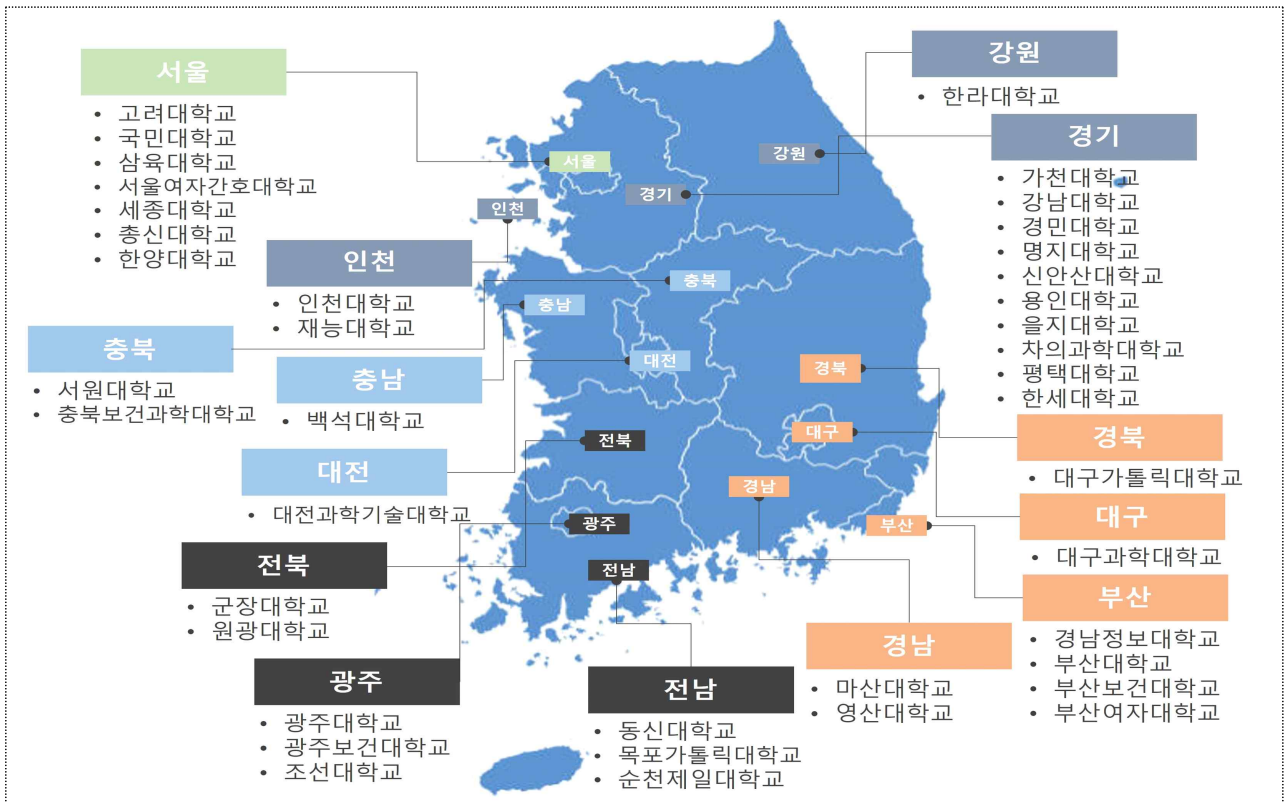 서울
고려대학교
국민대학교
삼육대학교
서울여자간호대학교
세종대학교
총신대학교
한양대학교
강원
한라대학교
경기
가천대학교
강남대학교
경민대학교
명지대학교
신안산대학교
용인대학교
을지대학교
차의과학대학교
평택대학교
한세대학교
인천
인천대학교
재능대학교
충북
서원대학교
충북보건과학대학교
충남
백석대학교
대전
대전과학기술대학교
경북
대구가톨릭대학교
대구
대구과학대학교
전북
군장대학교
원광대학교
부산
경남정보대학교
부산대학교
부산보건대학교
부산여자대학교
경남
마산대학교
영산대학교
광주
광주대학교
광주보건대학교
조선대학교
전남
동신대학교
목포가톨릭대학교
순천제일대학교
서울
강원
경기
인천
충북
충남
대전
경북
대구
전북
경남
광주
부산
전남